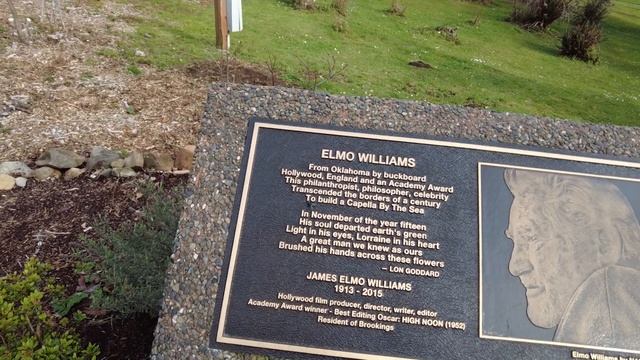 ELMO WILLIAMS
From Oklahoma by buckboard
Hollywood, England and an Academy Award
This philanthropist, philosopher, celebrity
Transcended the borders of a century
To build a Capella By The Sea
In November of the year fifteen
His soul departed earth's green
Light in his eyes, Lorraine in his heart
A great man we knew as ours
Brushed his hands across these flowers
— LON GODDARD
JAMES ELMO WILLIAMS
1913 - 2015
Hollywood film producer, director, writer, editor
Academy Award winner - Best Editing Oscar: HIGH NOON (1952)
Resident of Brookings
Elmo Williams by